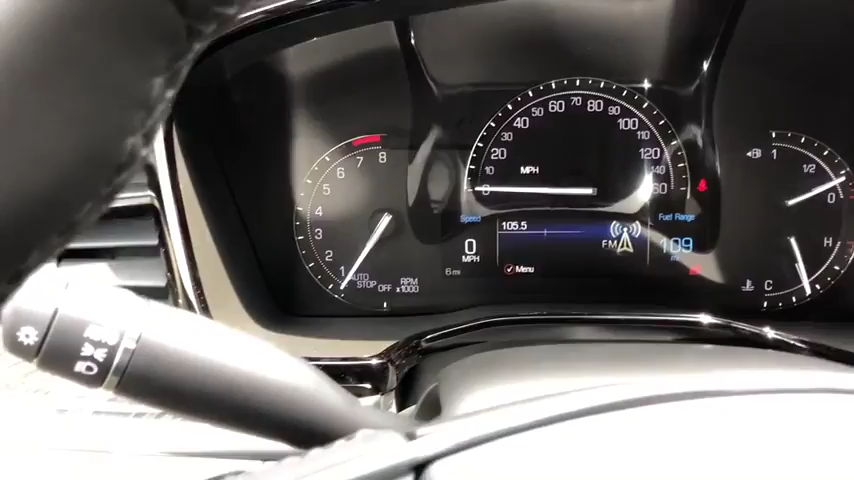 8
7
6
5
4
3
2
1
AUTO
STOP OFF
RPM
x1000
0
10
20
30
40
50
60
70
80
90
100
110
120
140
160
MPH
Speed
0
MPH
6 mi
105.5
FM
Menu
Fuel Range
109
mi
1
1/2
0
H
C